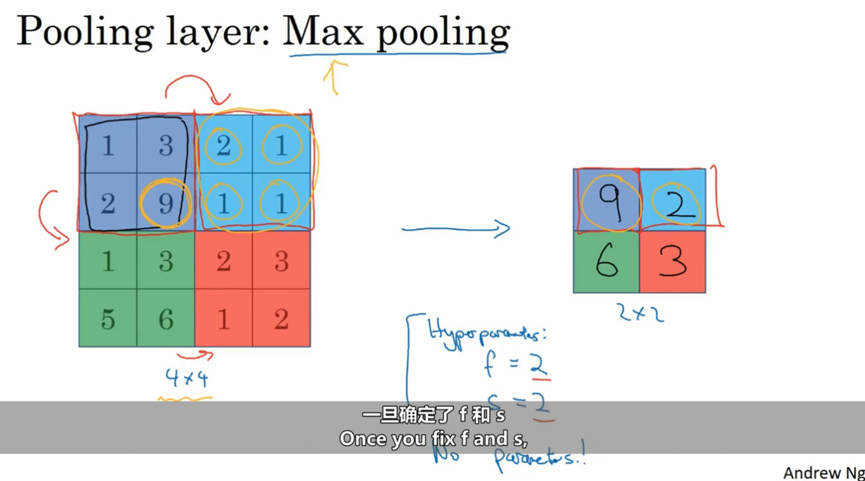 Pooling layer: Max pooling
1 3 2 1
2 9 1 1
1 3 2 3
5 6 1 2
4×4
9 2
6 3
2×2
Hyperparameters:
f = 2
s = 2
一旦确定了 f 和 s
Once you fix f and s,
No parameters!
Andrew Ng